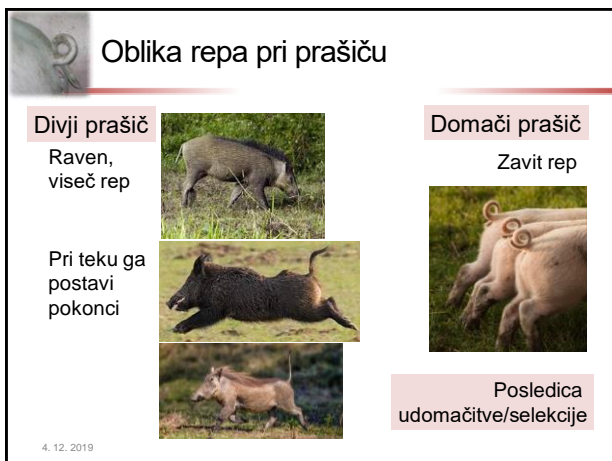 Oblika repa pri prašiču
Divji prašič
Raven,
viseč rep
Pri teku ga
postavi
pokonci
Domači prašič
Zavit rep
Posledica
udomačitve/selekcije
4. 12. 2019